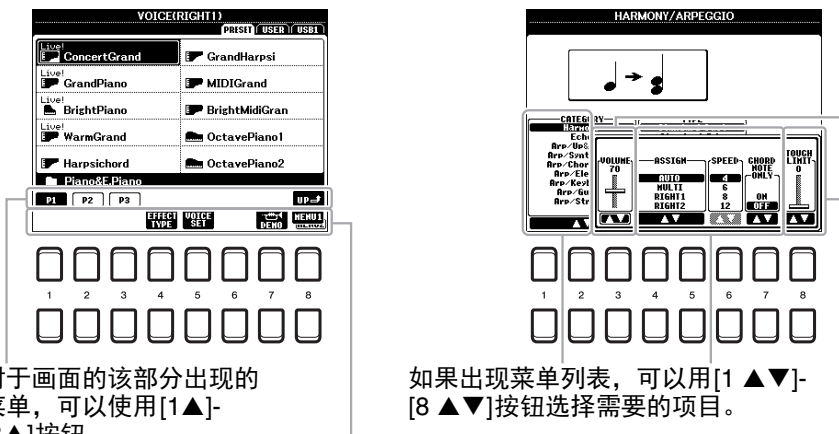 VOICE(RIGHT1)
PRESET USER USB1
Live! ConcertGrand GrandHarpsi
Live! GrandPiano MIDIGrand
Live! BrightPiano BrightMidiGran
Live! WarmGrand OctavePiano1
Harpsichord OctavePiano2
Piano&E.Piano
P1 P2 P3 UP
EFFECT TYPE VOICE SET DEMO MENU1
1 2 3 4 5 6 7 8
于画面的该部分出现的
单，可以使用[1▲]-
▲]按钮
HARMONY/ARPEGGIO
CATEGORY
Harmo
Echo
Arp/Up&
Arp/Synt
Arp/Chor
Arp/Ele
Arp/Keyb
Arp/Gu
Arp/Str
VOLUME
70
ASSIGN
AUTO
MULTI
RIGHT1
RIGHT2
SPEED
4
6
8
12
CHORD NOTE ONLY
ON
OFF
TOUCH LIMIT
0
1 2 3 4 5 6 7 8
如果出现菜单列表，可以用[1 ▲▼]-
[8 ▲▼]按钮选择需要的项目。